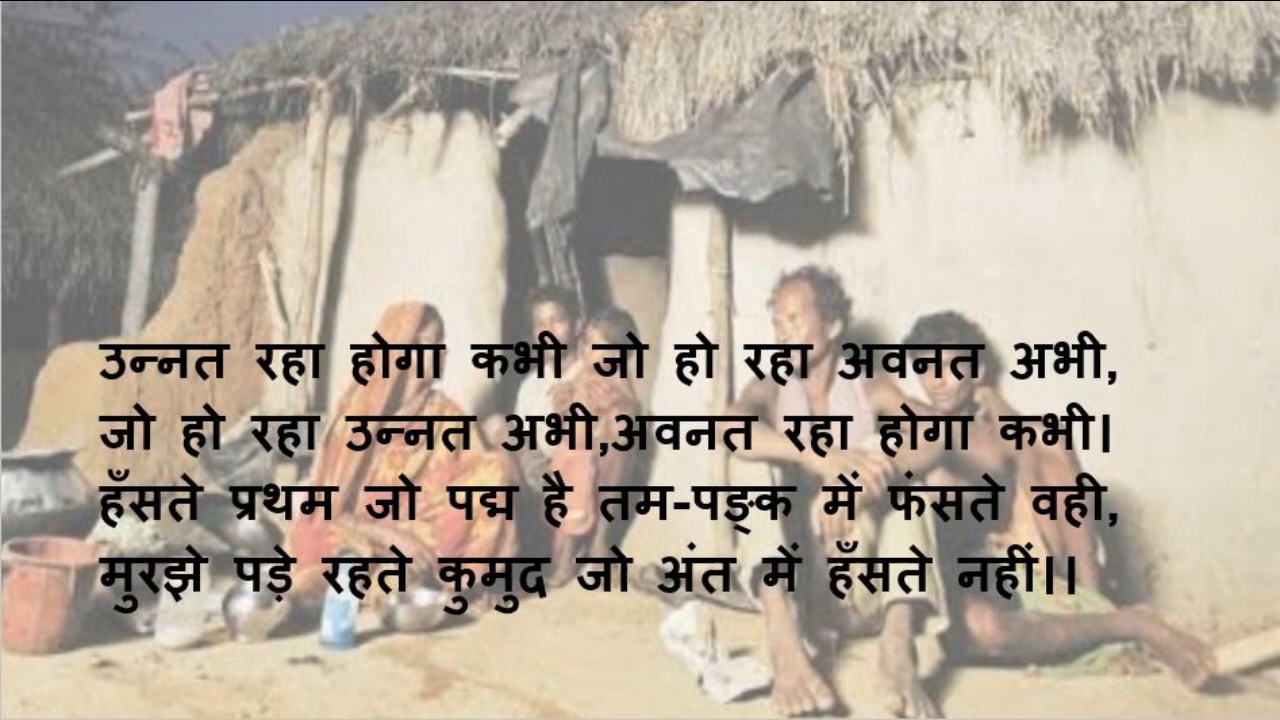 उन्नत रहा होगा कभी जो हो रहा अवनत अभी,
जो हो रहा उन्नत अभी,अवनत रहा होगा कभी।
हँसते प्रथम जो पद्म है तम-पङ्क में फंसते वही,
मुरझे पड़े रहते कुमुद जो अंत में हँसते नहीं।।